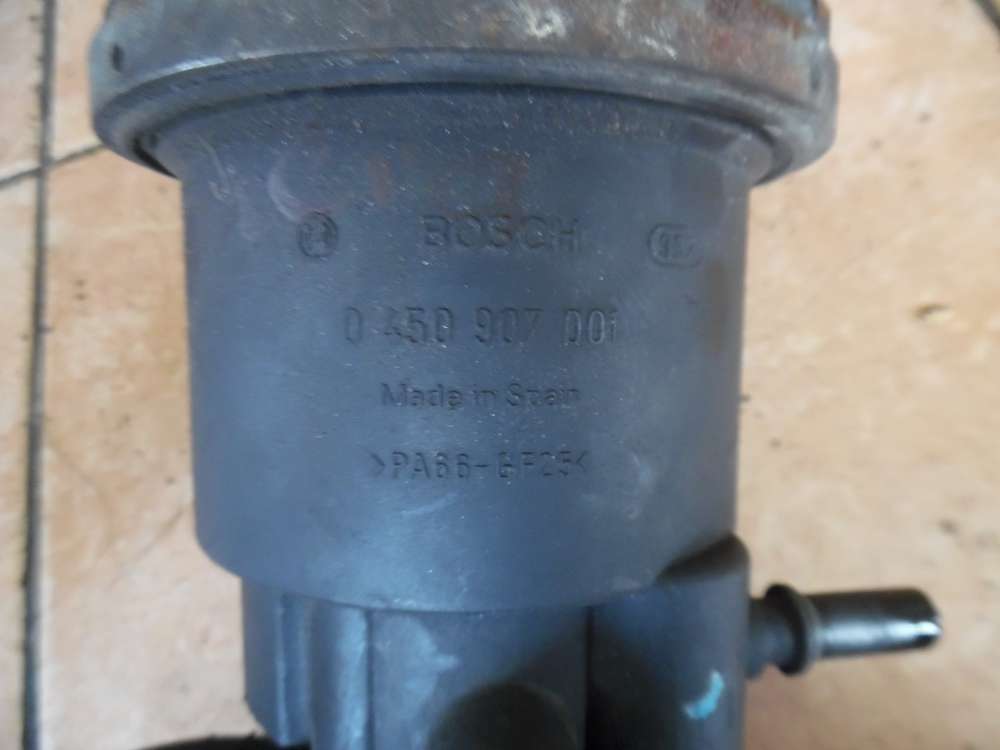 BOSCH
0 450 907 001
Made in Spain
>PA66-GF25<